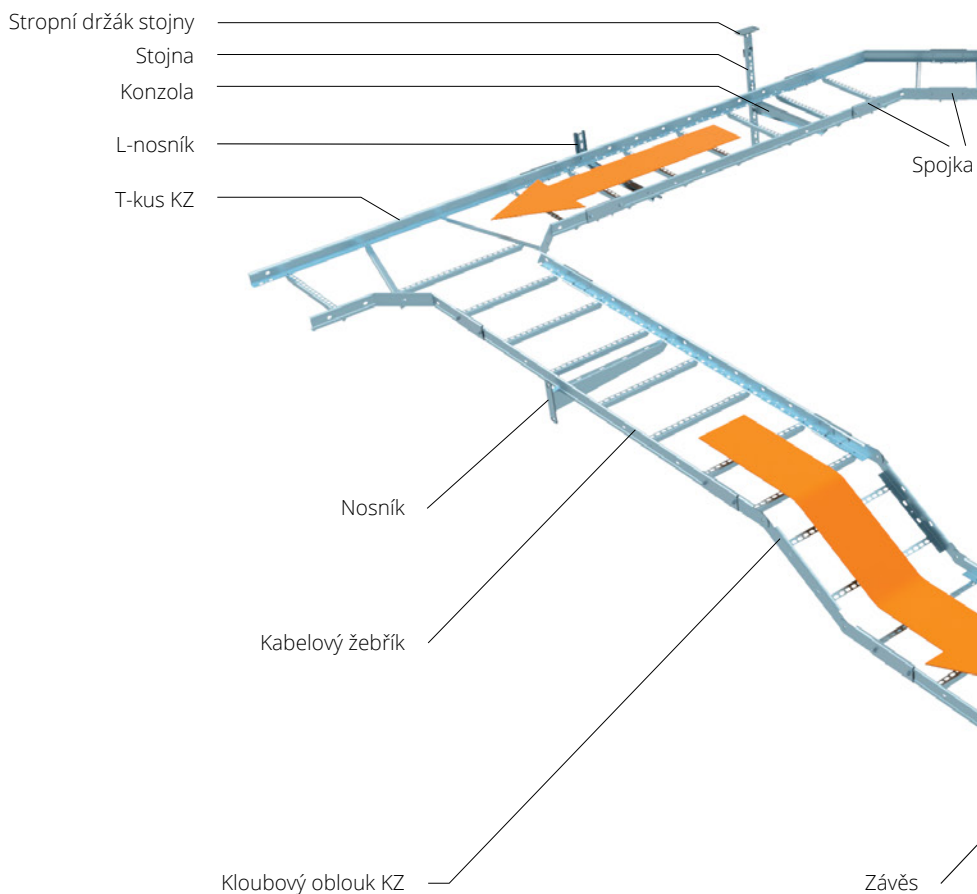 Stropní držák stojny
Stojna
Konzola
L-nosník
T-kus KZ
Spojka
Nosník
Kabelový žebřík
Kloubový oblouk KZ
Závěs